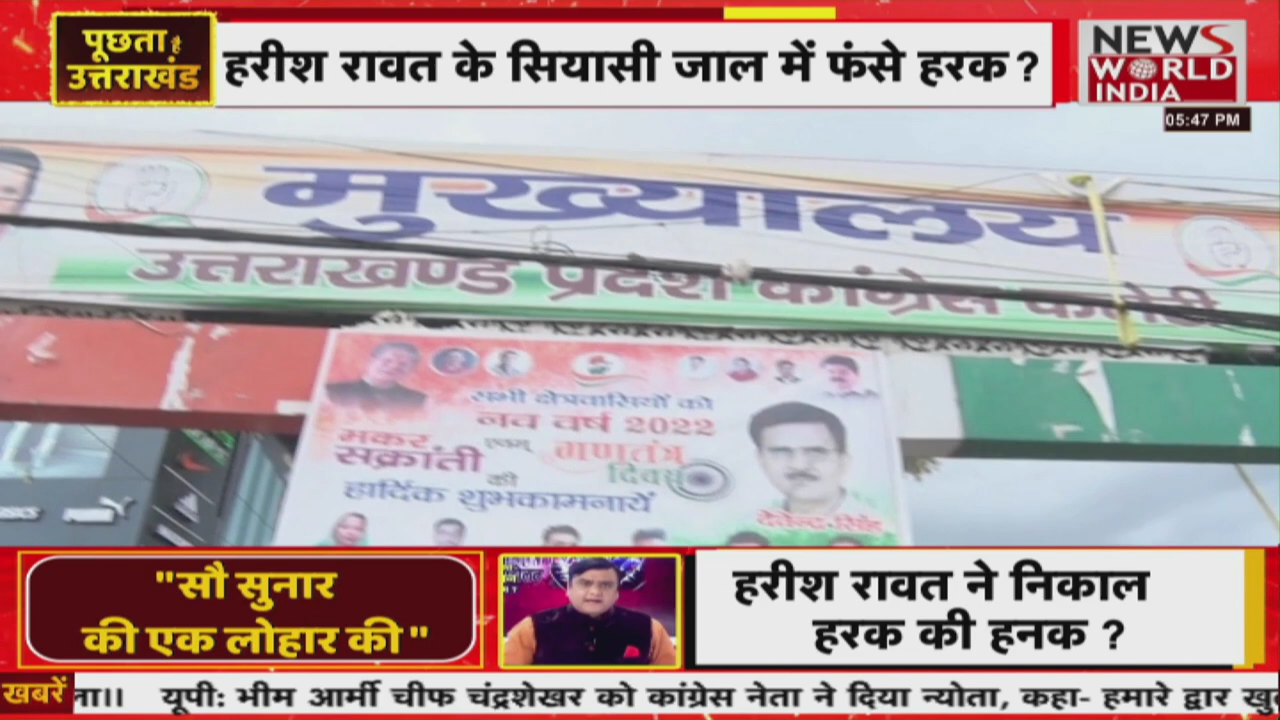 पूछता है
उत्तराखंड
हरीश रावत के सियासी जाल में फंसे हरक ?
NEWS
WORLD
INDIA
05:47 PM
मुख्यालय
उत्तराखण्ड प्रदेश कांग्रेस कमेटी
सभी क्षेत्रवासियों को
नव वर्ष 2022
मकर सक्रांती
एवम् गणतंत्र
दिवस
की
हार्दिक शुभकामनायें
देवेन्द्र सिंह
"सौ सुनार
की एक लोहार की"
हरीश रावत ने निकाल
हरक की हनक ?
खबरें
ना।। यूपी: भीम आर्मी चीफ चंद्रशेखर को कांग्रेस नेता ने दिया न्योता, कहा- हमारे द्वार खु